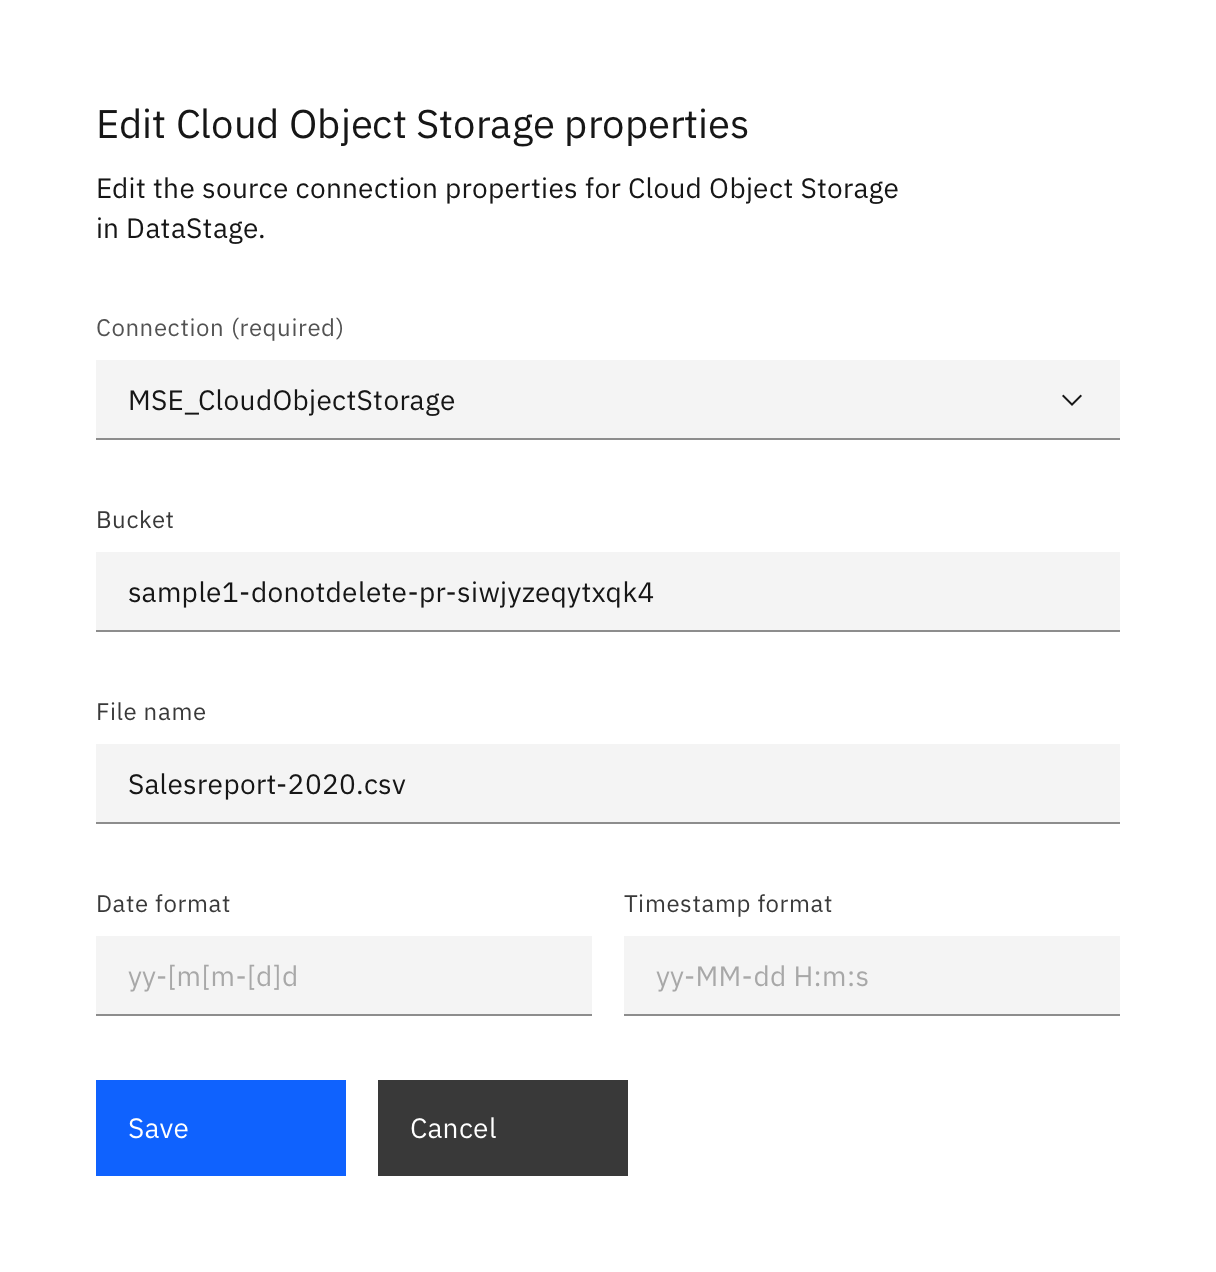 Edit Cloud Object Storage properties
Edit the source connection properties for Cloud Object Storage
in DataStage.
Connection (required)
MSE_CloudObjectStorage
Bucket
sample1-donotdelete-pr-siwjyzeqytxqk4
File name
Salesreport-2020.csv
Date format
Timestamp format
yy-[m[m-[d]d
yy-MM-dd H:m:s
Save
Cancel